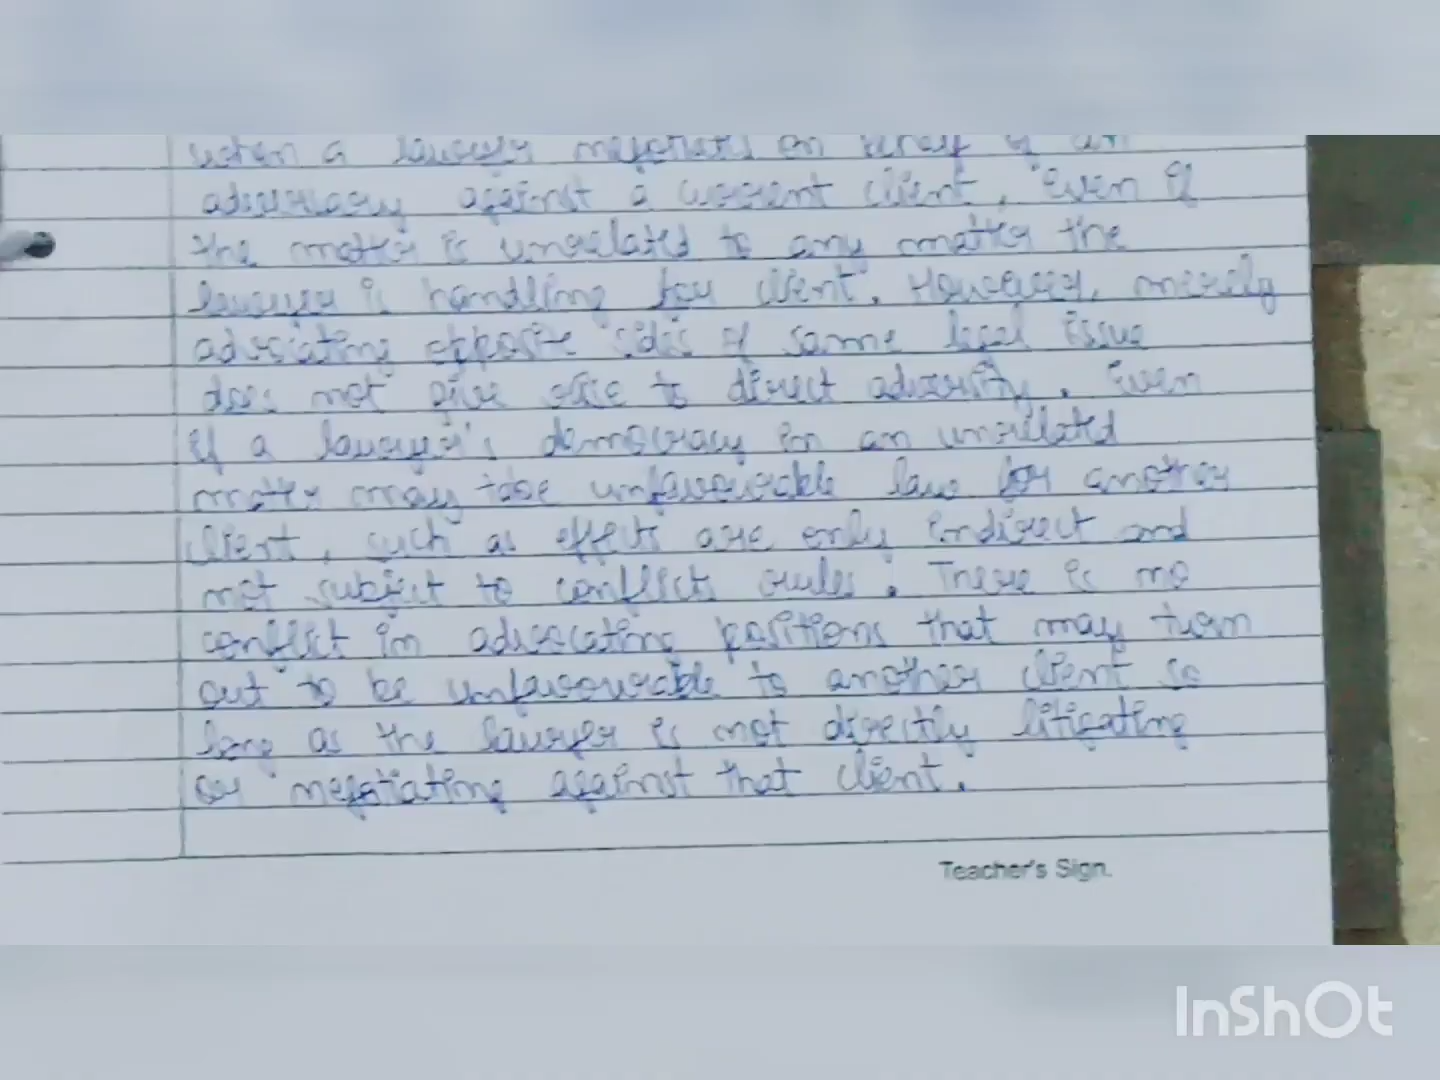 when a lawyer negotiates on behalf of an
adversary against a current client, even if
the matter is unrelated to any matter the
lawyer is handling for client. However, merely
advocating opposite sides of same legal issue
does not give rise to direct adversity. Even
if a lawyer's democracy in an unrelated
matter may unfavourable law for another
client, such as effects are only indirect and
not subject to conflicts rules. There is no
conflict in advocating positions that may turn
out to be unfavourable to another client so
long as the lawyer is not directly litigating
or negotiating against that client.
Teacher's Sign.
InShOt